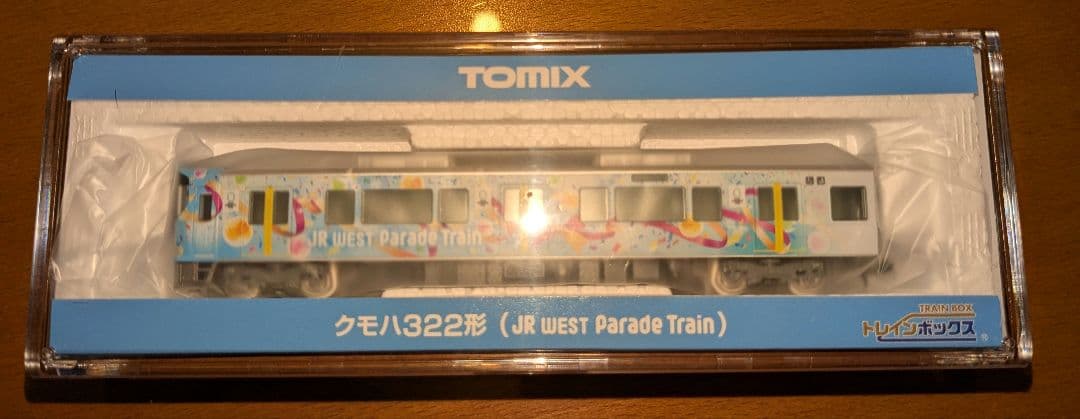 TOMIX
JR WEST Parade Train
クモハ322形 (JR WEST Parade Train)
TRAIN BOX
トレインボックス®